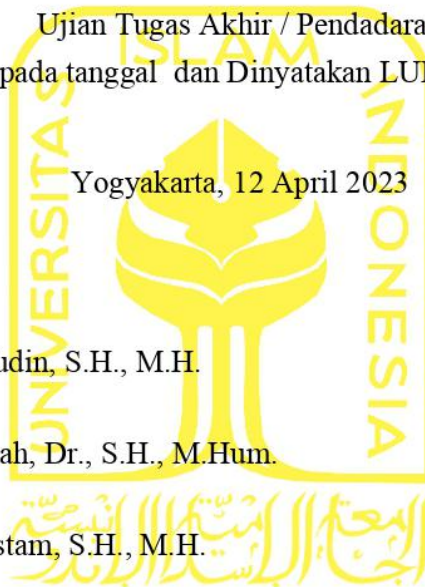 Ujian Tugas Akhir / Pendadara
pada tanggal dan Dinyatakan LU
ISLAM
UNIVERSITAS
INDONESIA
Yogyakarta, 12 April 2023
udin, S.H., M.H.
ah, Dr., S.H., M.Hum.
stam, S.H., M.H.